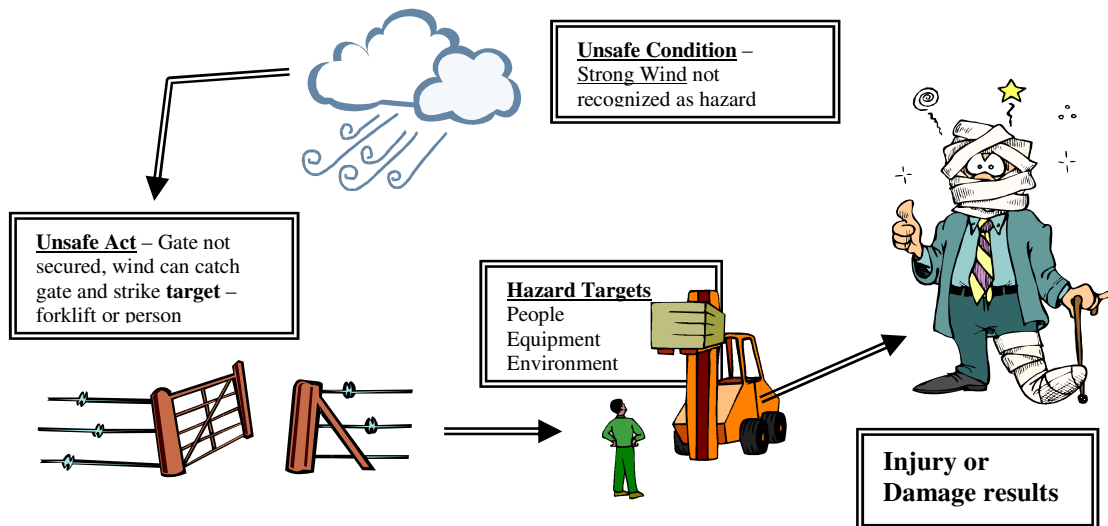 Unsafe Condition –
Strong Wind not
recognized as hazard
Unsafe Act – Gate not
secured, wind can catch
gate and strike target –
forklift or person
Hazard Targets
People
Equipment
Environment
Injury or
Damage results